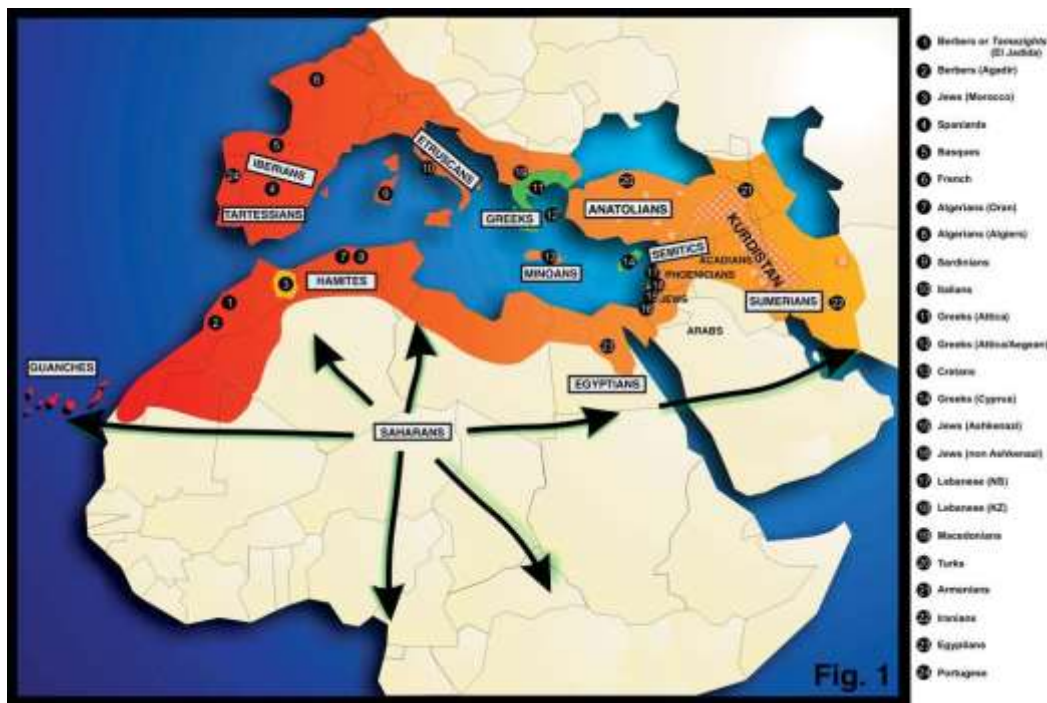 ETRUSCANS
IBERIANS
TARTESSIANS
GREEKS
ANATOLIANS
KURDISTAN
SEMITICS
ACADIANS
PHOENICIANS
MINOANS
JEWS
SUMERIANS
HAMITES
ARABS
GUANCHES
EGYPTIANS
SAHARANS
Fig. 1
1 Berbers or Tamazights
(El Jadida)
2 Berbers (Agadir)
3 Jews (Morocco)
4 Spaniards
5 Basques
6 French
7 Algerians (Oran)
8 Algerians (Algiers)
9 Sardinians
10 Italians
11 Greeks (Attica)
12 Greeks (Attica/Aegean)
13 Cretans
14 Greeks (Cyprus)
15 Jews (Ashkenazi)
16 Jews (non Ashkenazi)
17 Lebanese (NS)
18 Lebanese (KZ)
19 Macedonians
20 Turks
21 Armenians
22 Iranians
23 Egyptians
24 Portugese